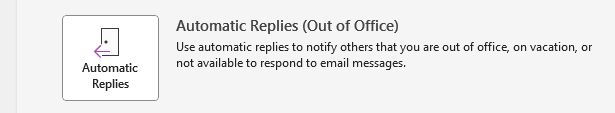 Automatic Replies (Out of Office)
Automatic
Replies
Use automatic replies to notify others that you are out of office, on vacation, or
not available to respond to email messages.